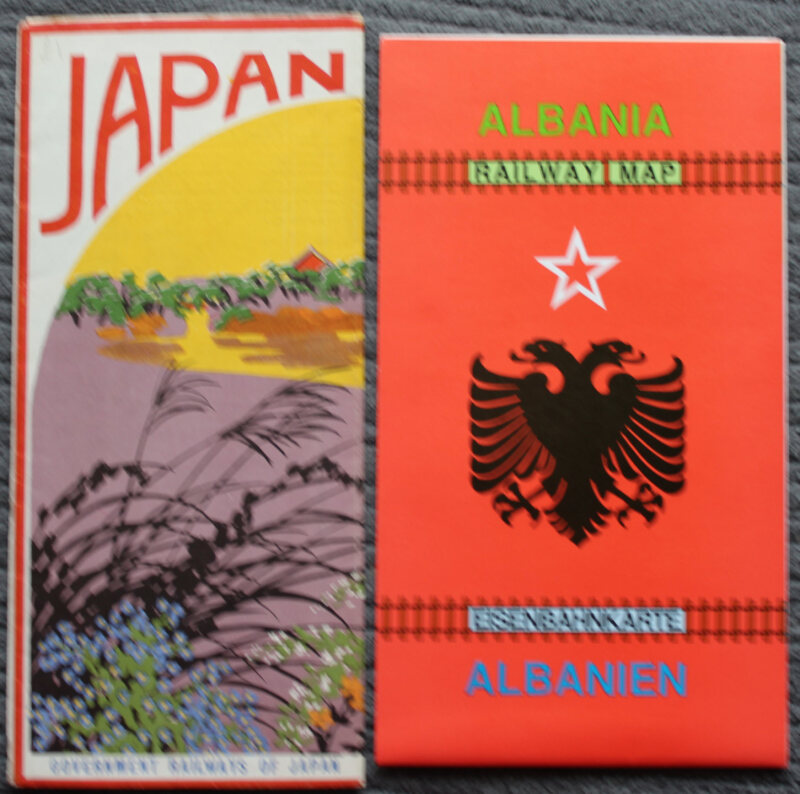 JAPAN
GOVERNMENT RAILWAYS OF JAPAN
ALBANIA
RAILWAY MAP
EISENBAHNKARTE
ALBANIEN